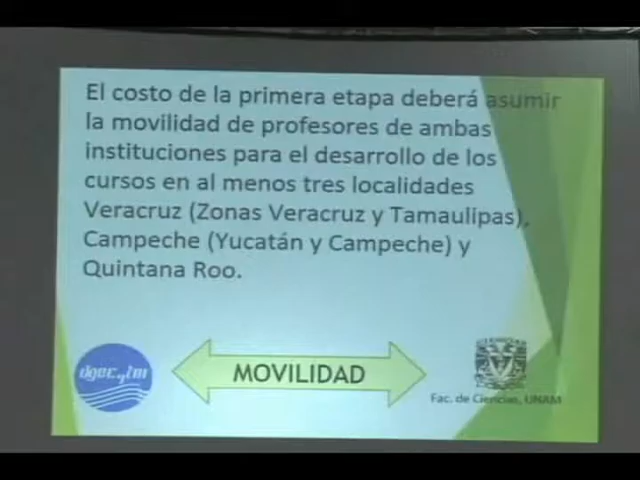 El costo de la primera etapa deberá asumir
la movilidad de profesores de ambas
instituciones para el desarrollo de los
cursos en al menos tres localidades
Veracruz (Zonas Veracruz y Tamaulipas),
Campeche (Yucatán y Campeche) y
Quintana Roo.
MOVILIDAD
Fac. de Ciencias, UNAM